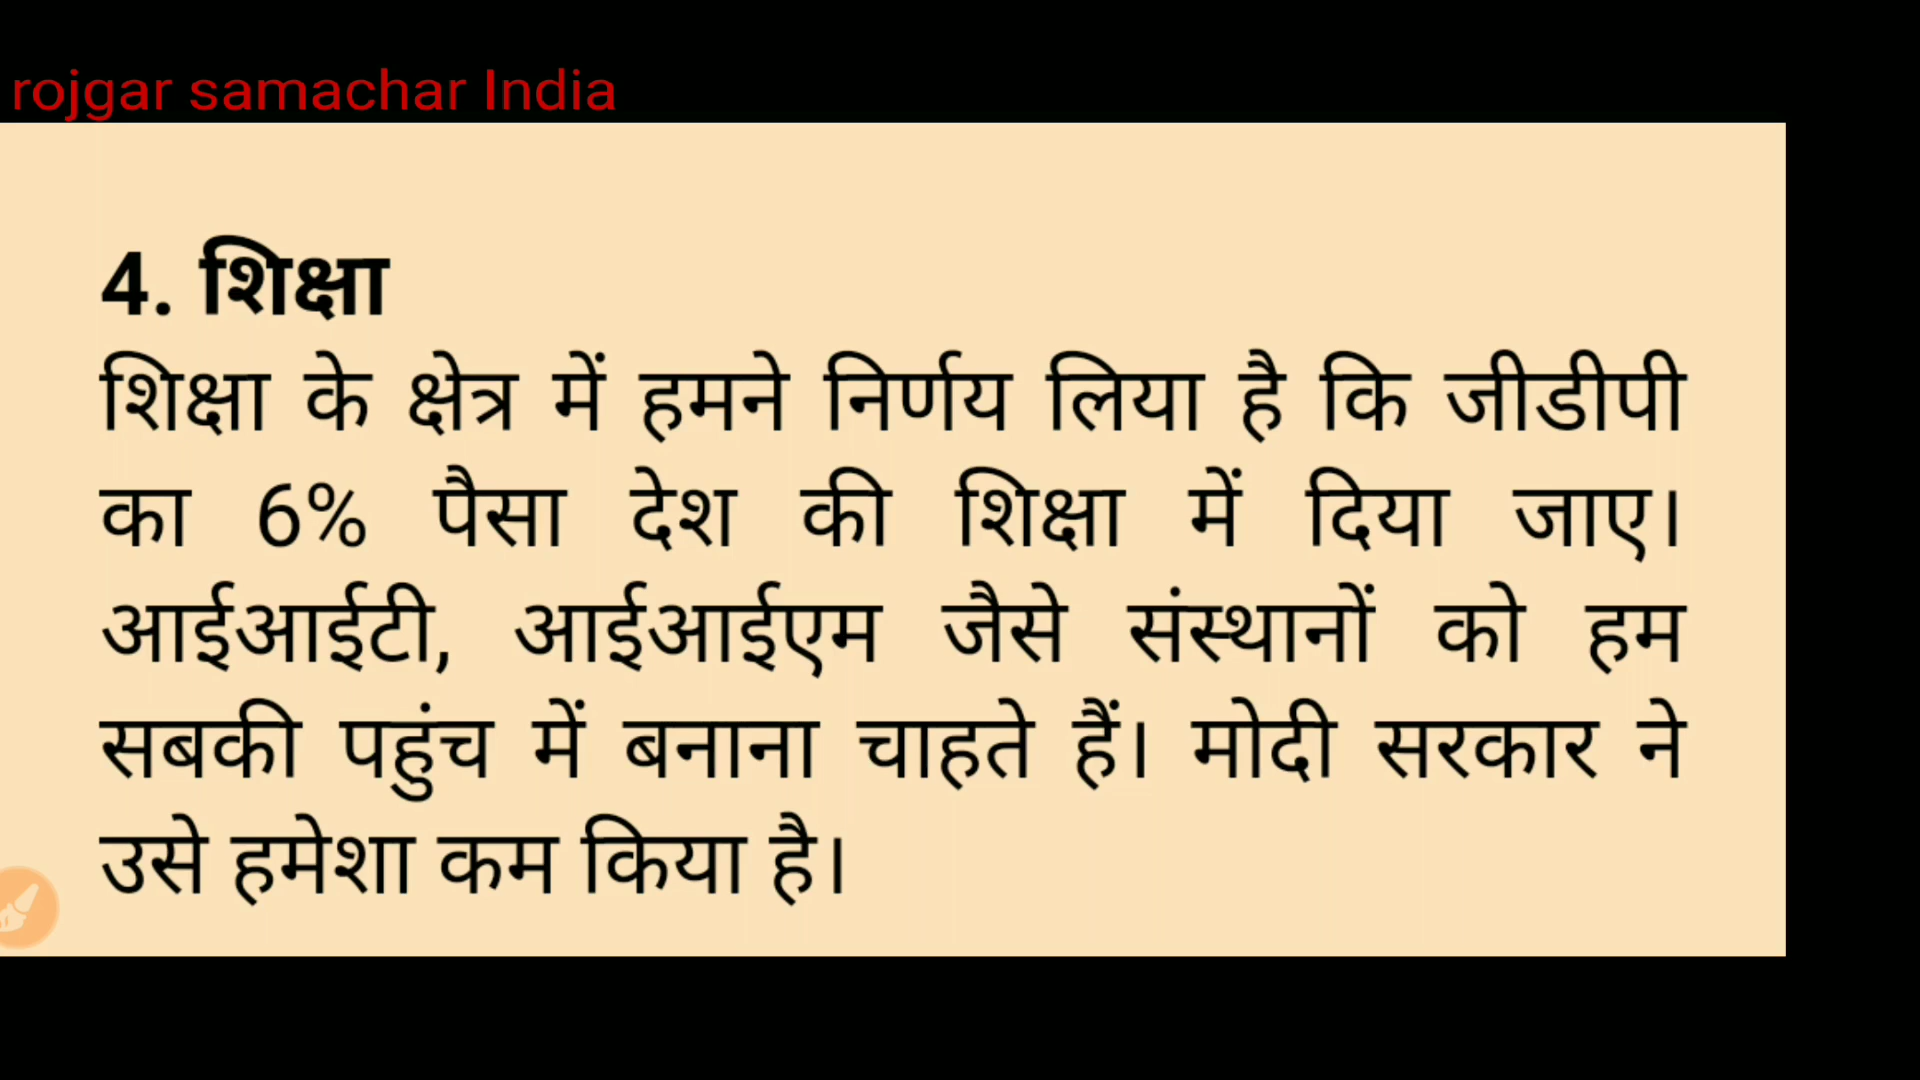 rojgar samachar India
4. शिक्षा
शिक्षा के क्षेत्र में हमने निर्णय लिया है कि जीडीपी
का 6% पैसा देश की शिक्षा में दिया जाए।
आईआईटी, आईआईएम जैसे संस्थानों को हम
सबकी पहुंच में बनाना चाहते हैं। मोदी सरकार ने
उसे हमेशा कम किया है।